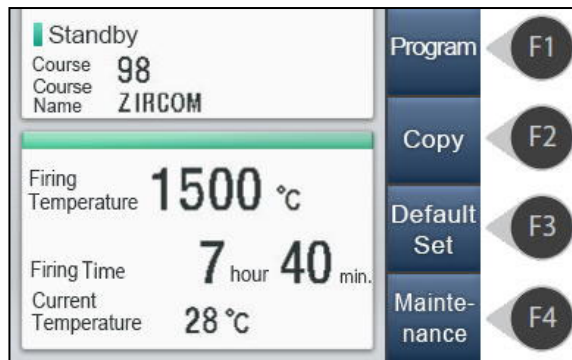 Standby
Course 98
Course Name ZIRCOM
Firing Temperature 1500 °C
Firing Time 7 hour 40 min.
Current Temperature 28 °C
Program F1
Copy F2
Default Set F3
Mainte-
nance F4